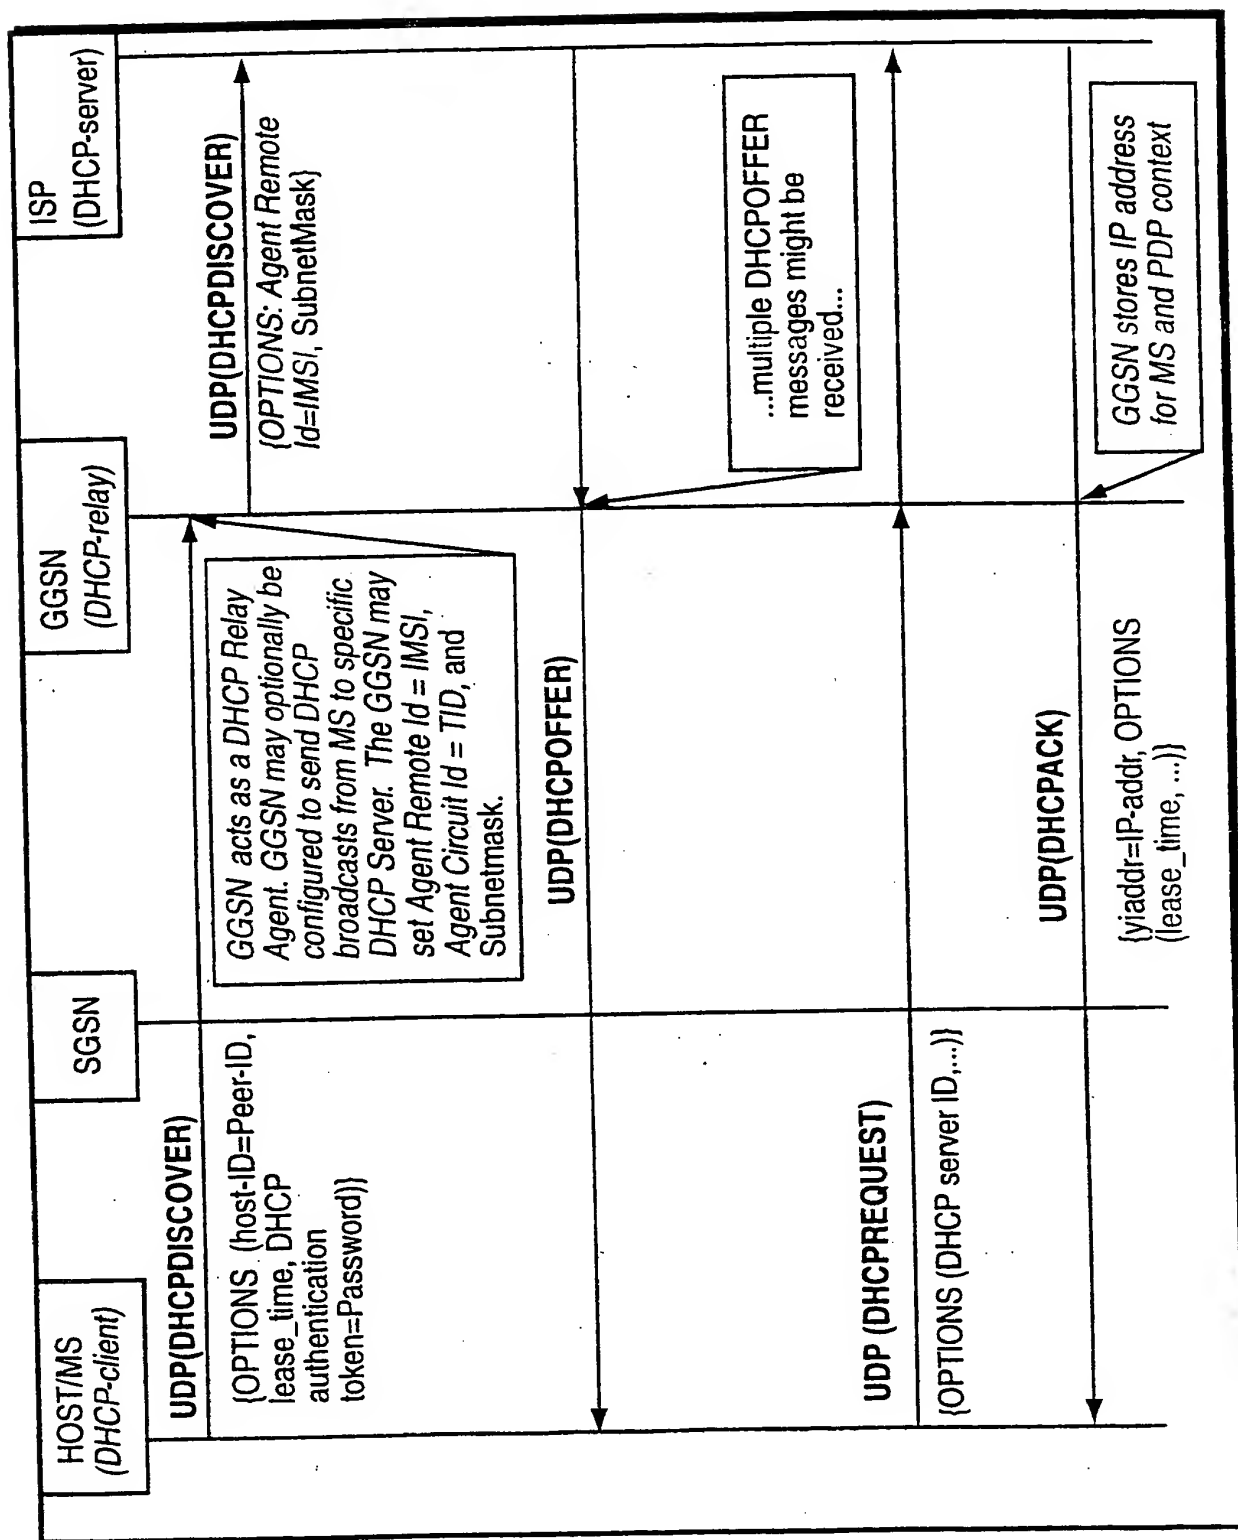 HOST/MS
(DHCP-client)
SGSN
GGSN
(DHCP-relay)
ISP
(DHCP-server)
UDP(DHCPDISCOVER)
{OPTIONS (host-ID=Peer-ID,
lease_time, DHCP
authentication
token=Password)}
UDP(DHCPDISCOVER)
{OPTIONS: Agent Remote
Id=IMSI, SubnetMask}
GGSN acts as a DHCP Relay
Agent. GGSN may optionally be
configured to send DHCP
broadcasts from MS to specific
DHCP Server. The GGSN may
set Agent Remote Id = IMSI,
Agent Circuit Id = TID, and
Subnetmask.
UDP(DHCPOFFER)
...multiple DHCPOFFER
messages might be
received...
UDP (DHCPREQUEST)
{OPTIONS (DHCP server ID,...)}
UDP(DHCPACK)
{yiaddr=IP-addr, OPTIONS
(lease_time, ...)}
GGSN stores IP address
for MS and PDP context